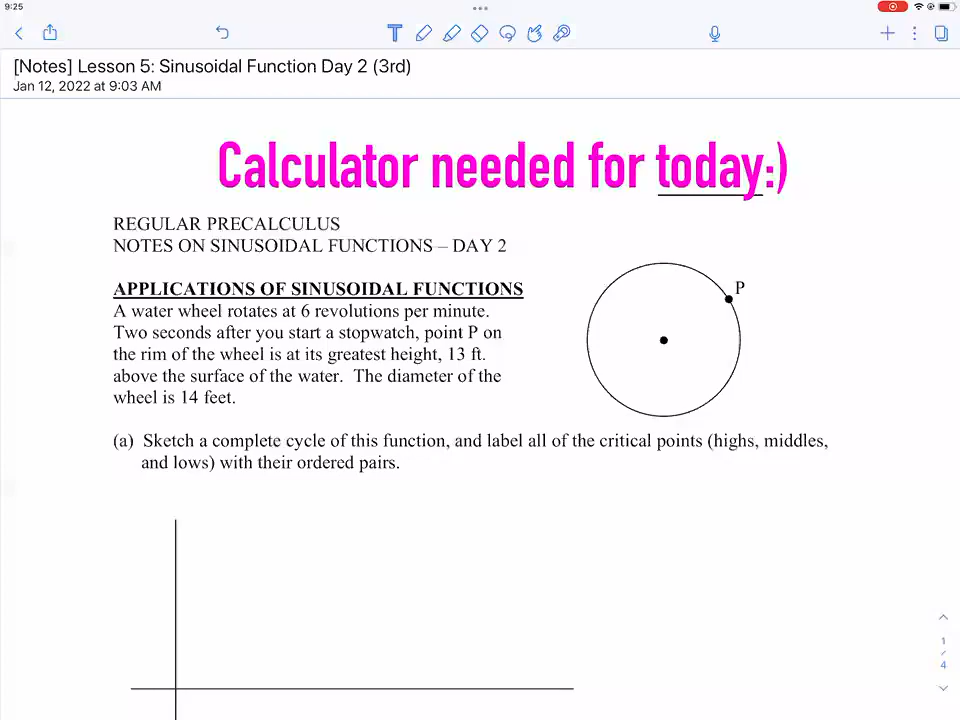 9:25
[Notes] Lesson 5: Sinusoidal Function Day 2 (3rd)
Jan 12, 2022 at 9:03 AM
Calculator needed for today:)
REGULAR PRECALCULUS
NOTES ON SINUSOIDAL FUNCTIONS – DAY 2
APPLICATIONS OF SINUSOIDAL FUNCTIONS
A water wheel rotates at 6 revolutions per minute.
Two seconds after you start a stopwatch, point P on
the rim of the wheel is at its greatest height, 13 ft.
above the surface of the water. The diameter of the
wheel is 14 feet.
P
(a) Sketch a complete cycle of this function, and label all of the critical points (highs, middles,
and lows) with their ordered pairs.
1
/
4